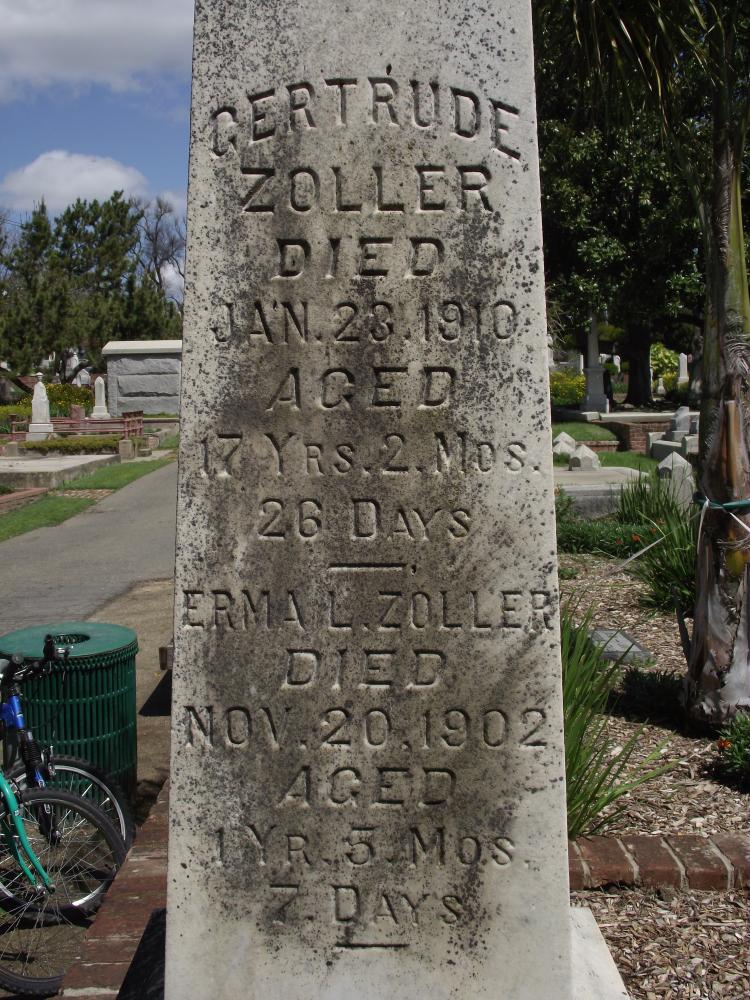 GERTRUDE
ZOLLER
DIED
JAN. 23. 1910
AGED
17 YRS. 2. MOS.
26 DAYS
ERMA L. ZOLLER
DIED
NOV. 20, 1902
AGED
1 YR. 5. MOS.
7. DAYS